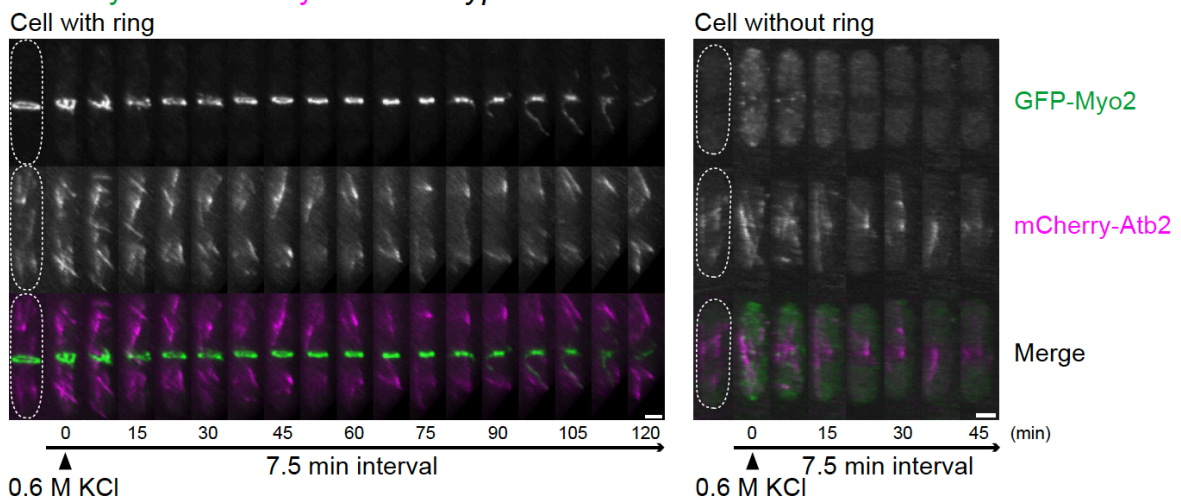 Cell with ring
Cell without ring
GFP-Myo2
mCherry-Atb2
Merge
0 15 30 45 60 75 90 105 120
0 15 30 45 (min)
7.5 min interval
7.5 min interval
0.6 M KCl
0.6 M KCl